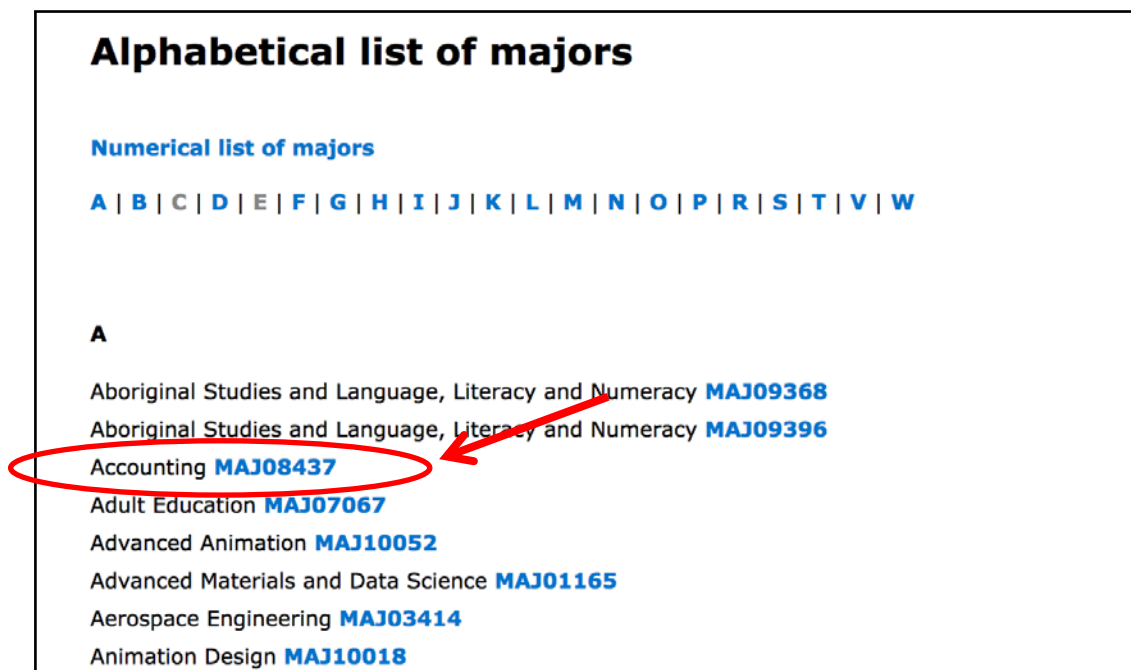 Alphabetical list of majors
Numerical list of majors
A | B | C | D | E | F | G | H | I | J | K | L | M | N | O | P | R | S | T | V | W
A
Aboriginal Studies and Language, Literacy and Numeracy MAJ09368
Aboriginal Studies and Language, Literacy and Numeracy MAJ09396
Accounting MAJ08437
Adult Education MAJ07067
Advanced Animation MAJ10052
Advanced Materials and Data Science MAJ01165
Aerospace Engineering MAJ03414
Animation Design MAJ10018